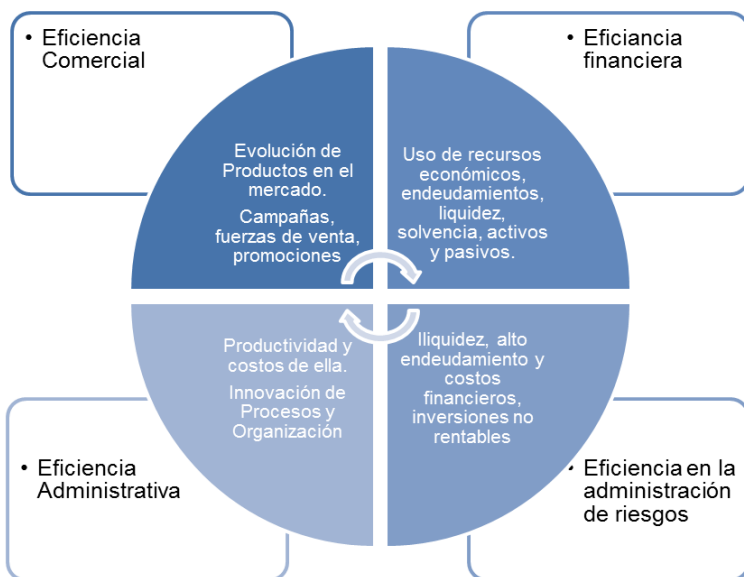 • Eficiencia
Comercial
• Eficiancia
financiera
Evolución de
Productos en el
mercado.
Campañas,
fuerzas de venta,
promociones
Uso de recursos
económicos,
endeudamientos,
liquidez,
solvencia, activos
y pasivos.
Productividad y
costos de ella.
Innovación de
Procesos y
Organización
Iliquidez, alto
endeudamiento y
costos
financieros,
inversiones no
rentables
• Eficiencia
Administrativa
• Eficiencia en la
administración
de riesgos